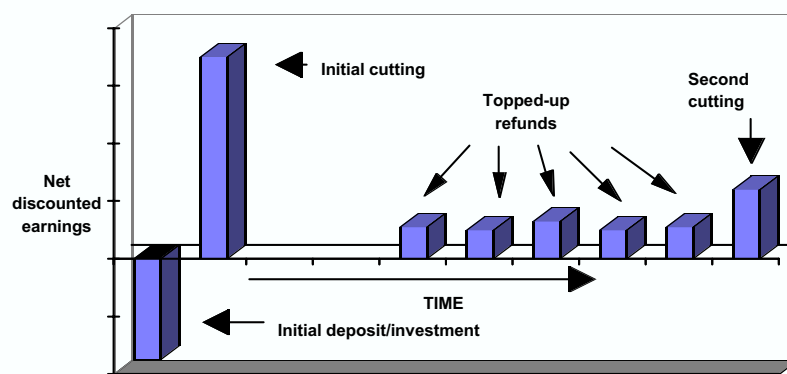 Initial cutting
Topped-up
refunds
Second
cutting
Net
discounted
earnings
TIME
Initial deposit/investment